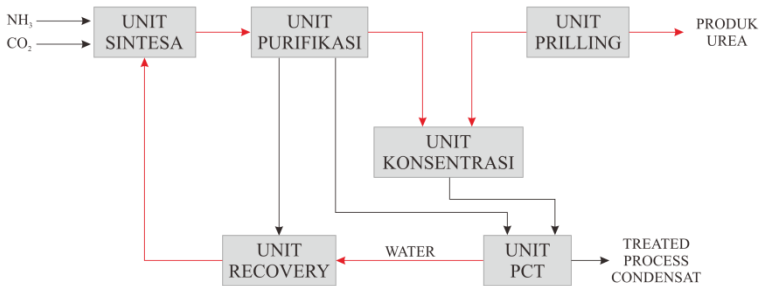 NH₃
CO₂
UNIT
SINTESA
UNIT
PURIFIKASI
UNIT
PRILLING
PRODUK
UREA
UNIT
KONSENTRASI
UNIT
RECOVERY
WATER
UNIT
PCT
TREATED
PROCESS
CONDENSAT